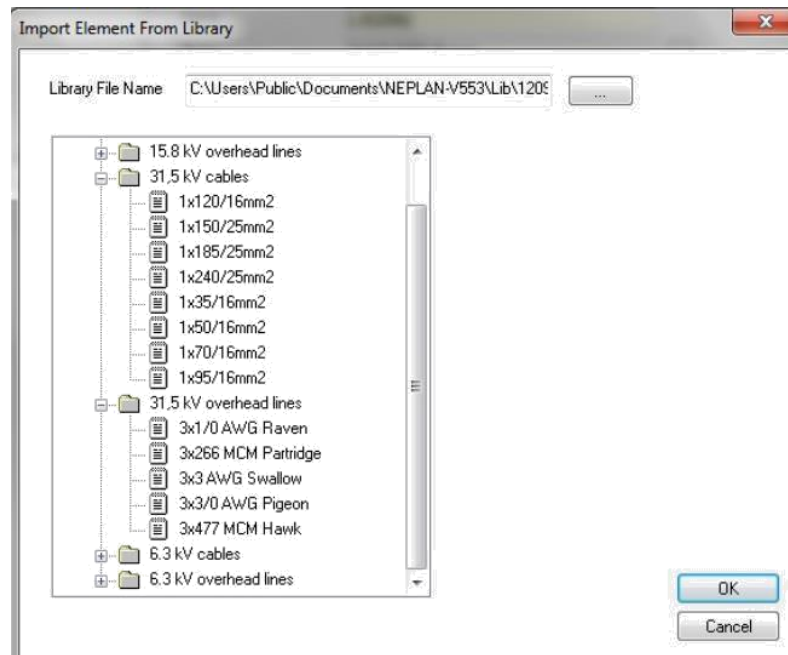 Import Element From Library
Library File Name C:\Users\Public\Documents\NEPLAN-V553\Lib\1209 ...
15.8 kV overhead lines
31,5 kV cables
1x120/16mm2
1x150/25mm2
1x185/25mm2
1x240/25mm2
1x35/16mm2
1x50/16mm2
1x70/16mm2
1x95/16mm2
31,5 kV overhead lines
3x1/0 AWG Raven
3x266 MCM Partridge
3x3 AWG Swallow
3x3/0 AWG Pigeon
3x477 MCM Hawk
6.3 kV cables
6.3 kV overhead lines
OK
Cancel